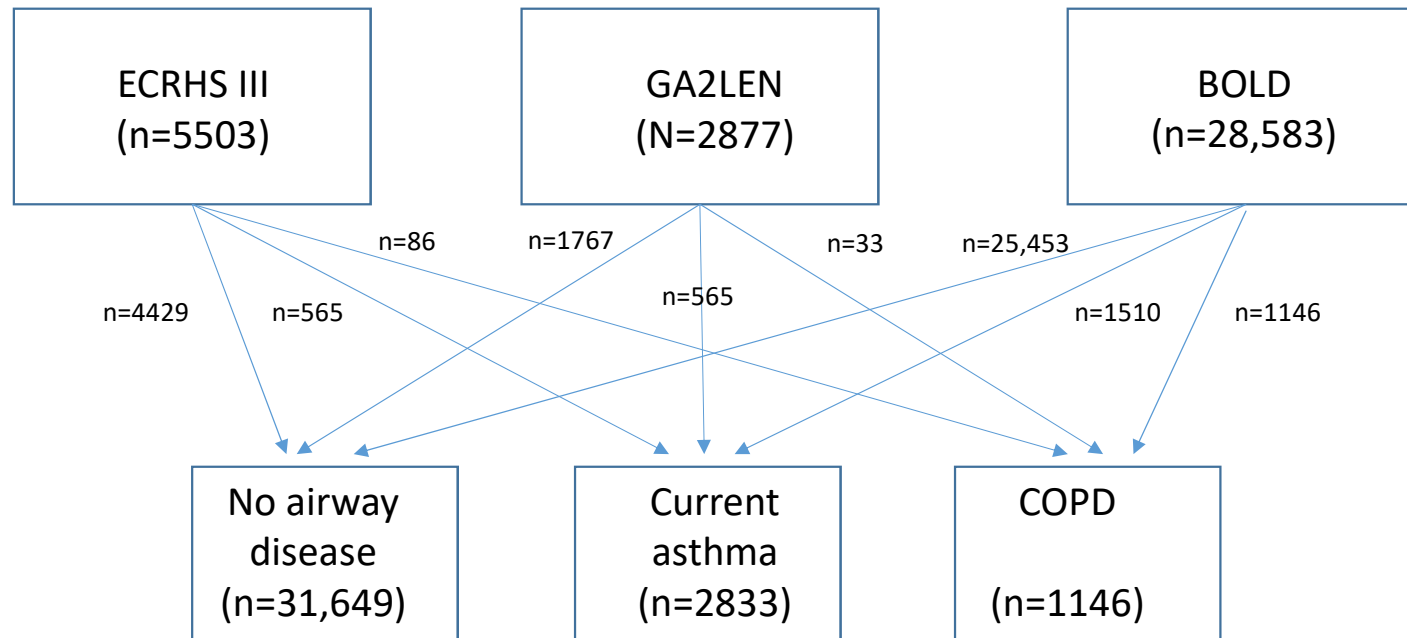 ECRHS III
(n=5503)
GA2LEN
(N=2877)
BOLD
(n=28,583)
n=86
n=1767
n=33
n=25,453
n=4429
n=565
n=565
n=1510
n=1146
No airway
disease
(n=31,649)
Current
asthma
(n=2833)
COPD
(n=1146)